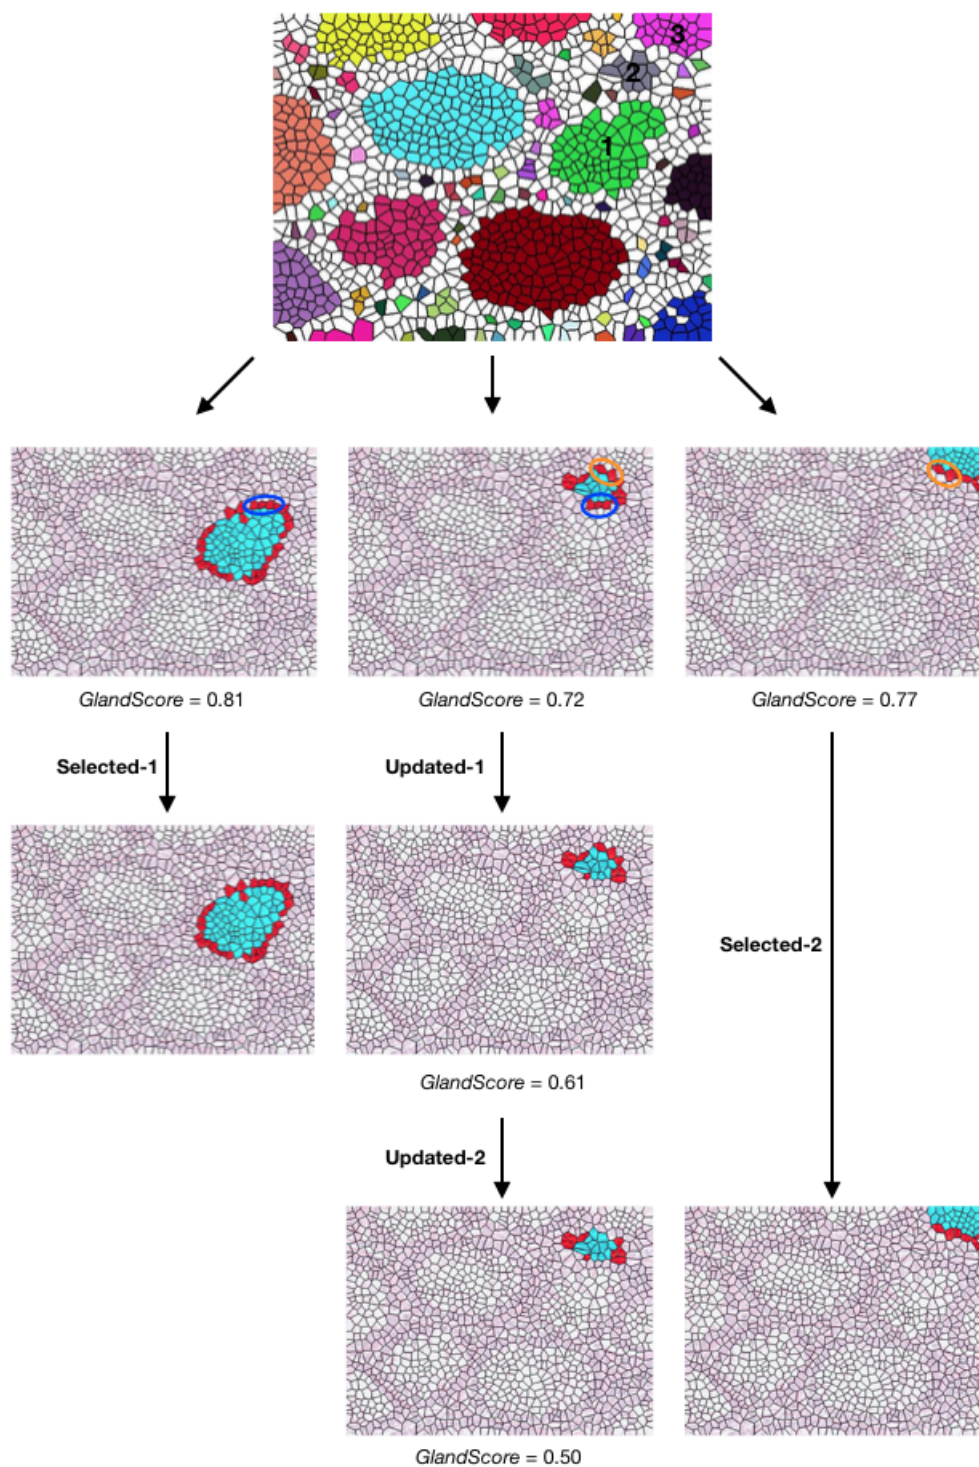 3
2
1
GlandScore = 0.81
GlandScore = 0.72
GlandScore = 0.77
Selected-1
Updated-1
Selected-2
GlandScore = 0.61
Updated-2
GlandScore = 0.50